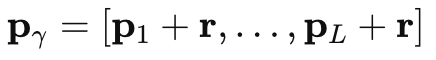 𝐩_γ = [𝐩_1 + 𝐫, . . . , 𝐩_L + 𝐫]